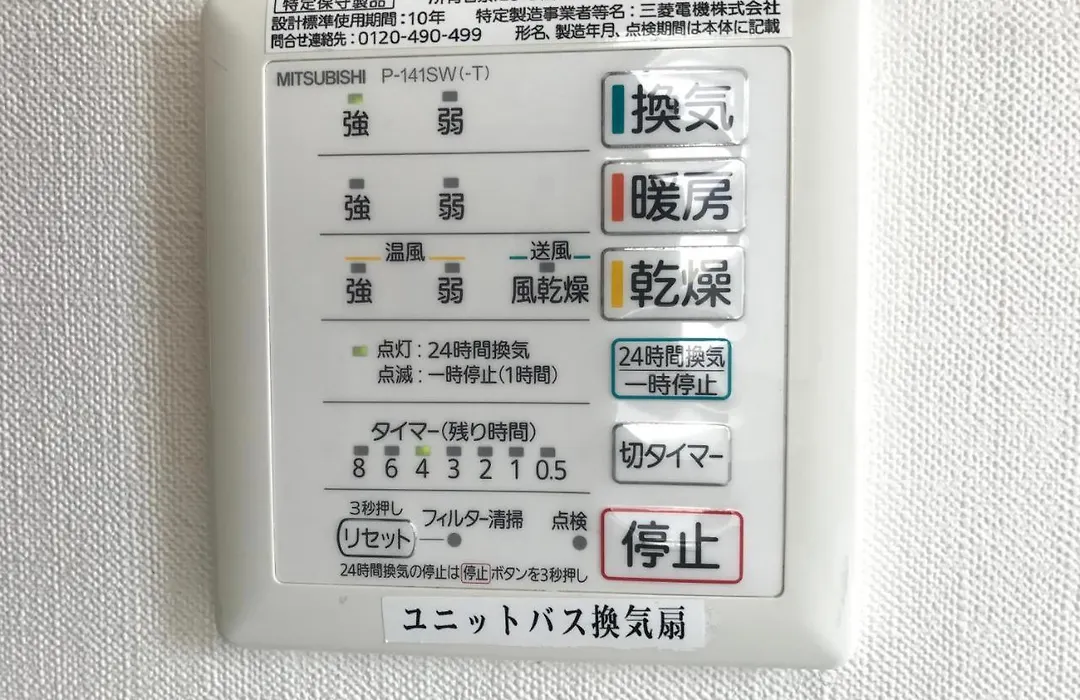 特定保守製品
設計標準使用期間:10年 特定製造事業者等名:三菱電機株式会社
問合せ連絡先:0120-490-499 形名、製造年月、点検期間は本体に記載
MITSUBISHI P-141SW(-T)
強 弱 換気
強 弱 暖房
温風 送風
強 弱 風乾燥 乾燥
点灯:24時間換気
点滅:一時停止(1時間)
24時間換気
一時停止
タイマー(残り時間)
8 6 4 3 2 1 0.5
切タイマー
3秒押し
リセット フィルター清掃 点検
停止
24時間換気の停止は停止ボタンを3秒押し
ユニットバス換気扇